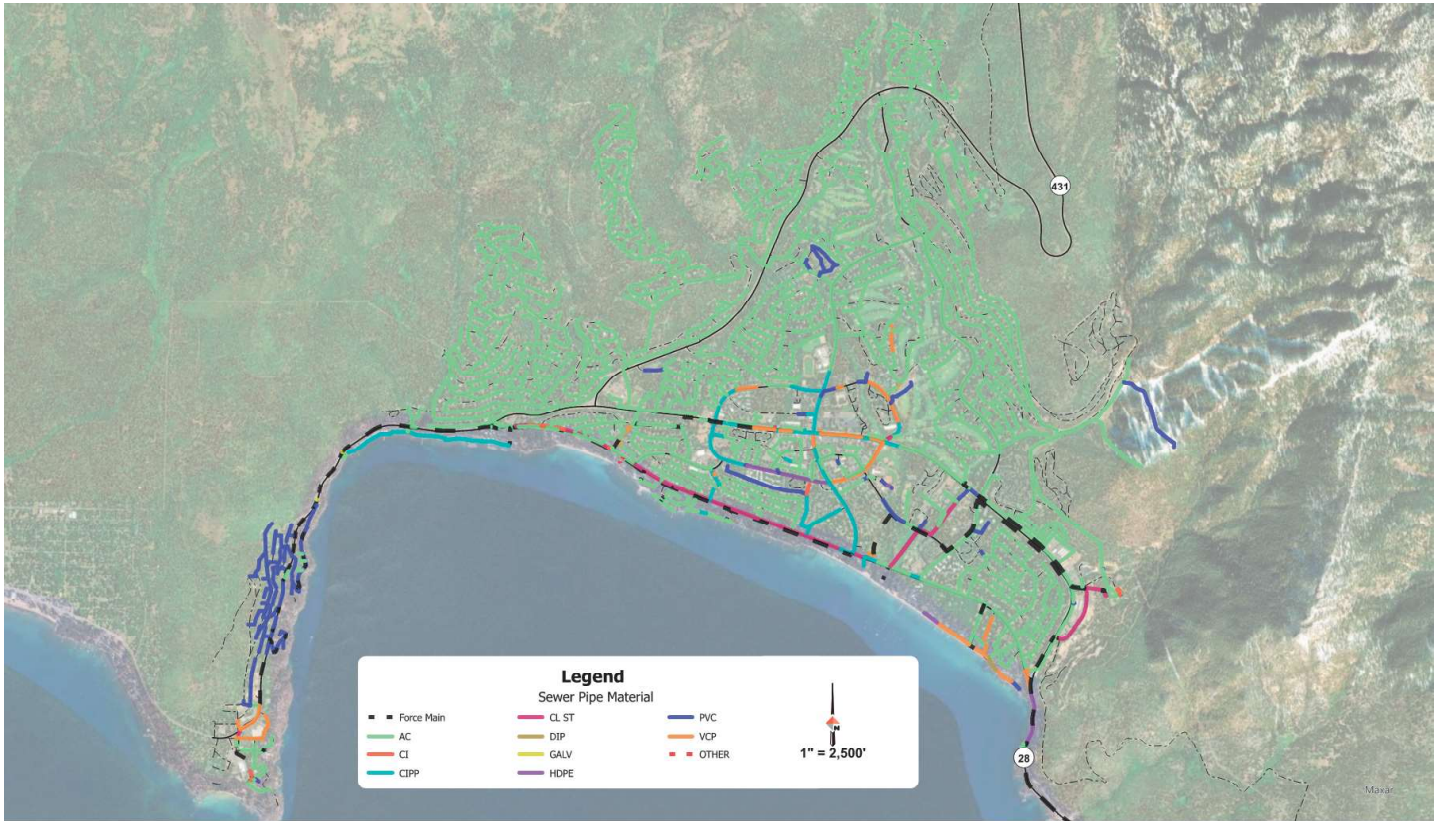 431
Legend
Sewer Pipe Material
Force Main
AC
CI
CIPP
CL ST
DIP
GALV
HDPE
PVC
VCP
OTHER
N
1" = 2,500'
28
Maxar